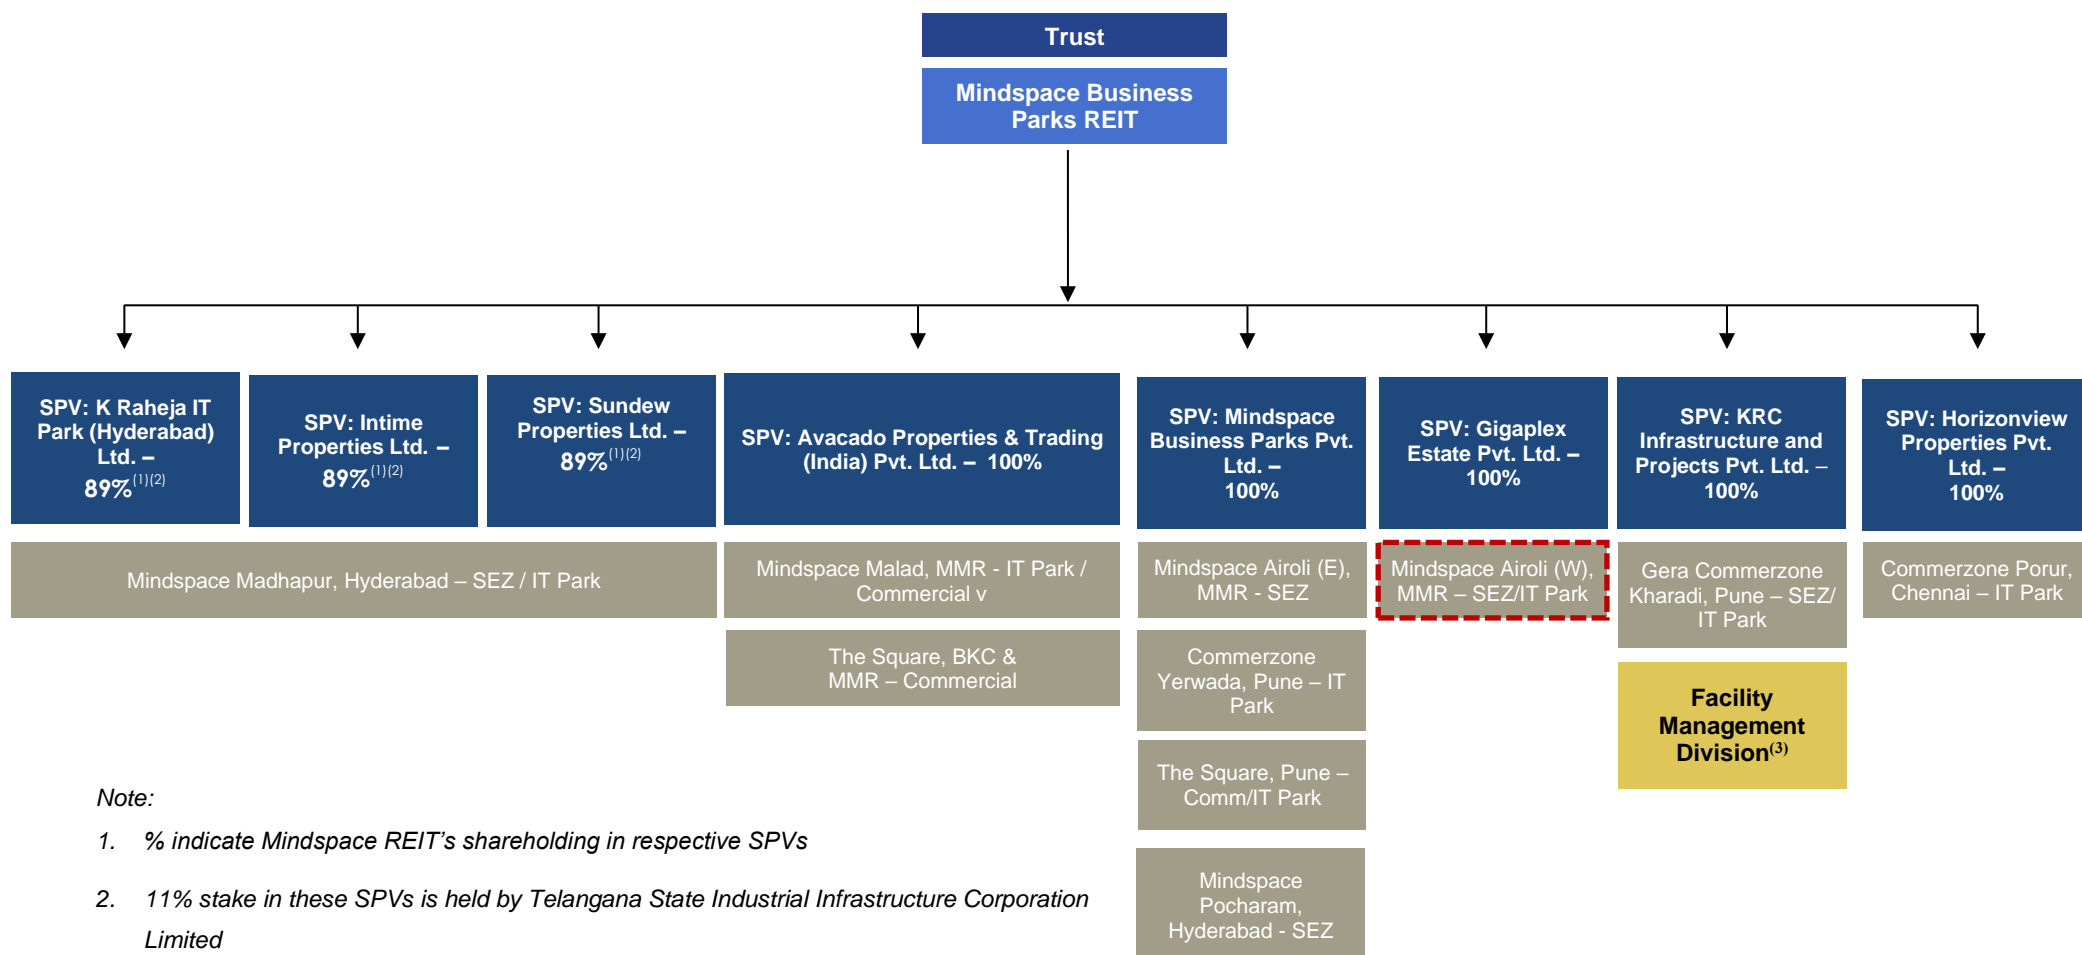 Trust
Mindspace Business
Parks REIT
SPV: K Raheja IT
Park (Hyderabad)
Ltd. –
89%(1)(2)
SPV: Intime
Properties Ltd. –
89%(1)(2)
SPV: Sundew
Properties Ltd. –
89%(1)(2)
SPV: Avacado Properties & Trading
(India) Pvt. Ltd. – 100%
SPV: Mindspace
Business Parks Pvt.
Ltd. –
100%
SPV: Gigaplex
Estate Pvt. Ltd. –
100%
SPV: KRC
Infrastructure and
Projects Pvt. Ltd. –
100%
SPV: Horizonview
Properties Pvt.
Ltd. –
100%
Mindspace Madhapur, Hyderabad – SEZ / IT Park
Mindspace Malad, MMR - IT Park /
Commercial v
The Square, BKC &
MMR – Commercial
Mindspace Airoli (E),
MMR - SEZ
Commerzone
Yerwada, Pune – IT
Park
The Square, Pune –
Comm/IT Park
Mindspace
Pocharam,
Hyderabad - SEZ
Mindspace Airoli (W),
MMR – SEZ/IT Park
Gera Commerzone
Kharadi, Pune – SEZ/
IT Park
Facility
Management
Division(3)
Commerzone Porur,
Chennai – IT Park
Note:
1. % indicate Mindspace REIT’s shareholding in respective SPVs
2. 11% stake in these SPVs is held by Telangana State Industrial Infrastructure Corporation
Limited